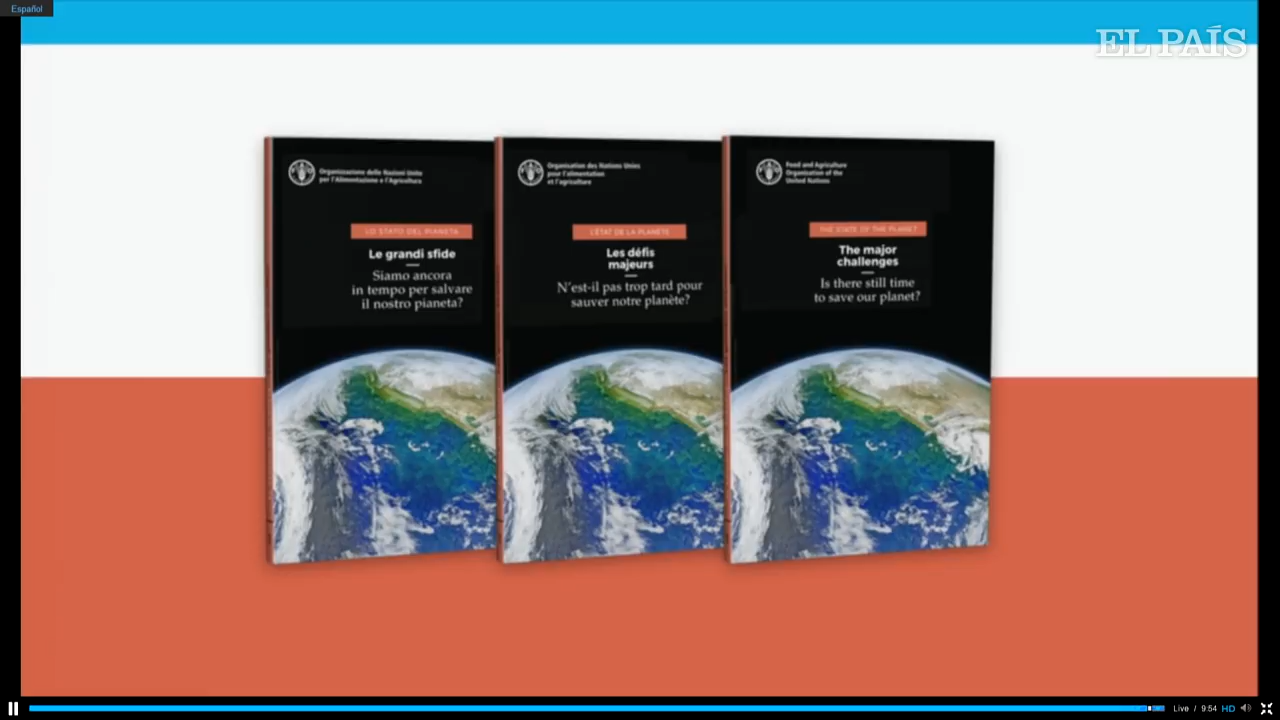 Español
EL PAÍS
Organizzazione delle Nazioni Unite
per l'Alimentazione e l'Agricoltura
LO STATO DEL PIANETA
Le grandi sfide
Siamo ancora
in tempo per salvare
il nostro pianeta?
Organisation des Nations Unies
pour l'alimentation
et l'agriculture
L'ÉTAT DE LA PLANÈTE
Les défis
majeurs
N'est-il pas trop tard pour
sauver notre planète?
Food and Agriculture
Organization of the
United Nations
THE STATE OF THE PLANET
The major
challenges
Is there still time
to save our planet?
Live / 9:54 HD